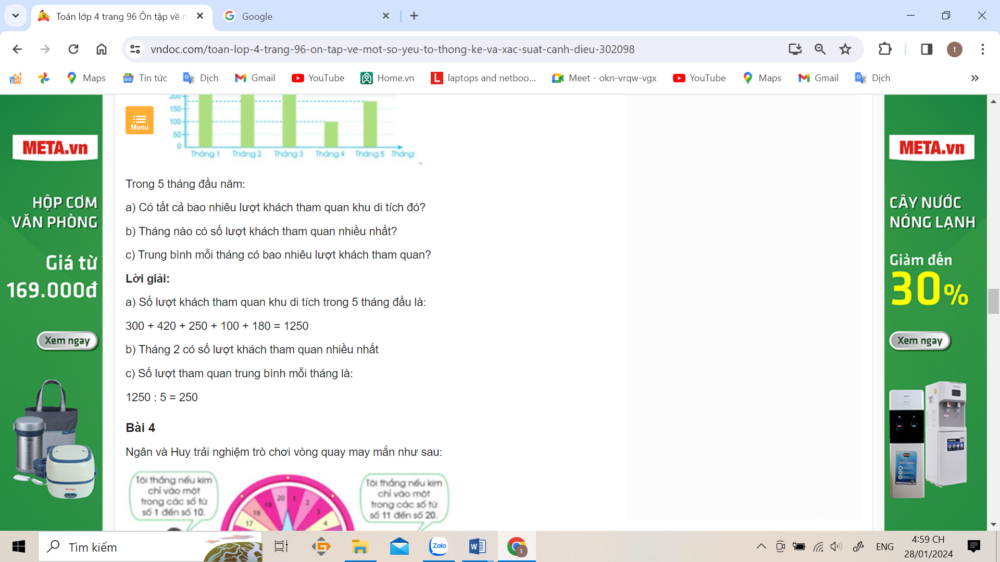 Toán lớp 4 trang 96 Ôn tập về
Google
vndoc.com/toan-lop-4-trang-96-on-tap-ve-mot-so-yeu-to-thong-ke-va-xac-suat-canh-dieu-302098
t
vnEdu
Maps
Tin tức
Dịch
Gmail
YouTube
Home.vn
laptops and netboo...
Meet - okn-vrqw-vgx
YouTube
Maps
Gmail
Dịch
200
150
100
50
0
Tháng 1 Tháng 2 Tháng 3 Tháng 4 Tháng 5 Tháng
Menu
META.vn
HỘP CƠM
VĂN PHÒNG
Giá từ
169.000đ
Xem ngay
Trong 5 tháng đầu năm:
a) Có tất cả bao nhiêu lượt khách tham quan khu di tích đó?
b) Tháng nào có số lượt khách tham quan nhiều nhất?
c) Trung bình mỗi tháng có bao nhiêu lượt khách tham quan?
Lời giải:
a) Số lượt khách tham quan khu di tích trong 5 tháng đầu là:
300 + 420 + 250 + 100 + 180 = 1250
b) Tháng 2 có số lượt khách tham quan nhiều nhất
c) Số lượt tham quan trung bình mỗi tháng là:
1250 : 5 = 250
Bài 4
Ngân và Huy trải nghiệm trò chơi vòng quay may mắn như sau:
Tôi thắng nếu kim
chỉ vào một
trong các số từ
số 1 đến số 10.
17
18
19
20
1
2
3
4
Tôi thắng nếu kim
chỉ vào một
trong các số từ
số 11 đến số 20.
META.vn
CÂY NƯỚC
NÓNG LẠNH
Giảm đến
30%
Xem ngay
Tìm kiếm
Zalo
t
ENG
4:59 CH
28/01/2024